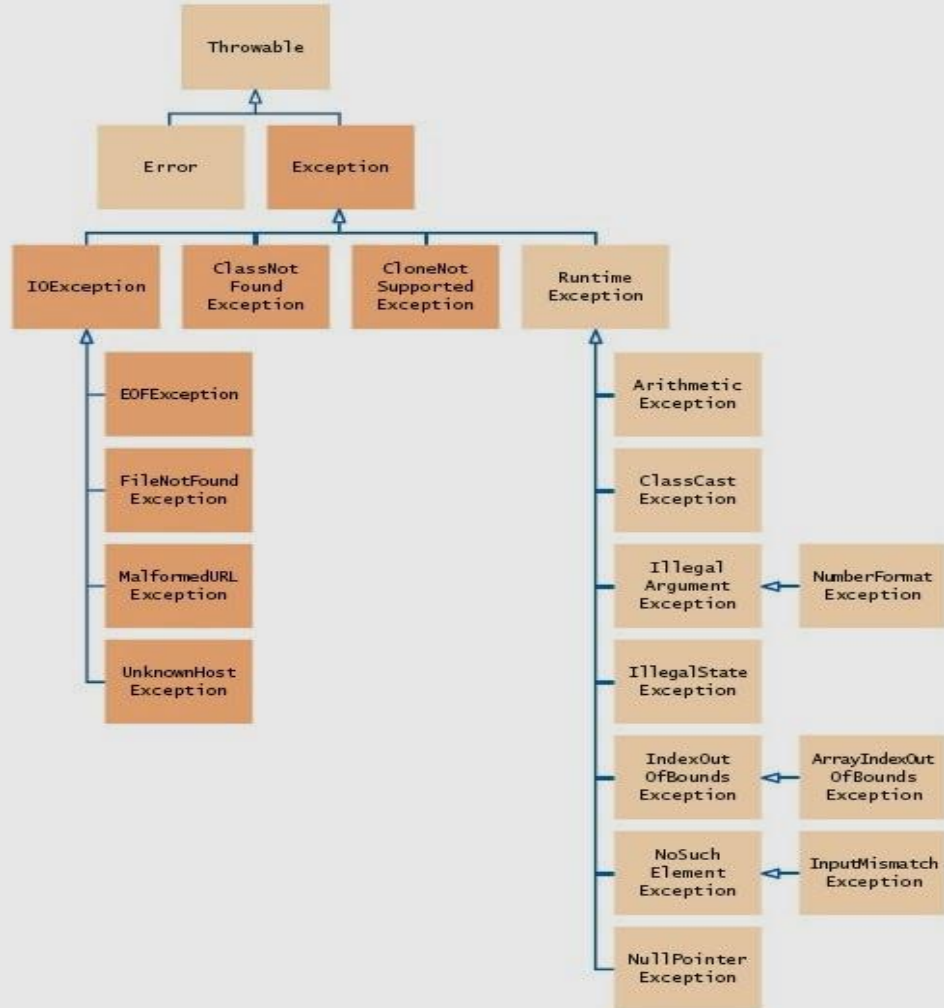 Throwable
Error
Exception
IOException
ClassNot
Found
Exception
CloneNot
Supported
Exception
Runtime
Exception
EOFException
Arithmetic
Exception
FileNotFound
Exception
ClassCast
Exception
MalformedURL
Exception
Illegal
Argument
Exception
NumberFormat
Exception
UnknownHost
Exception
IllegalState
Exception
IndexOut
OfBounds
Exception
ArrayIndexOut
OfBounds
Exception
NoSuch
Element
Exception
InputMismatch
Exception
NullPointer
Exception